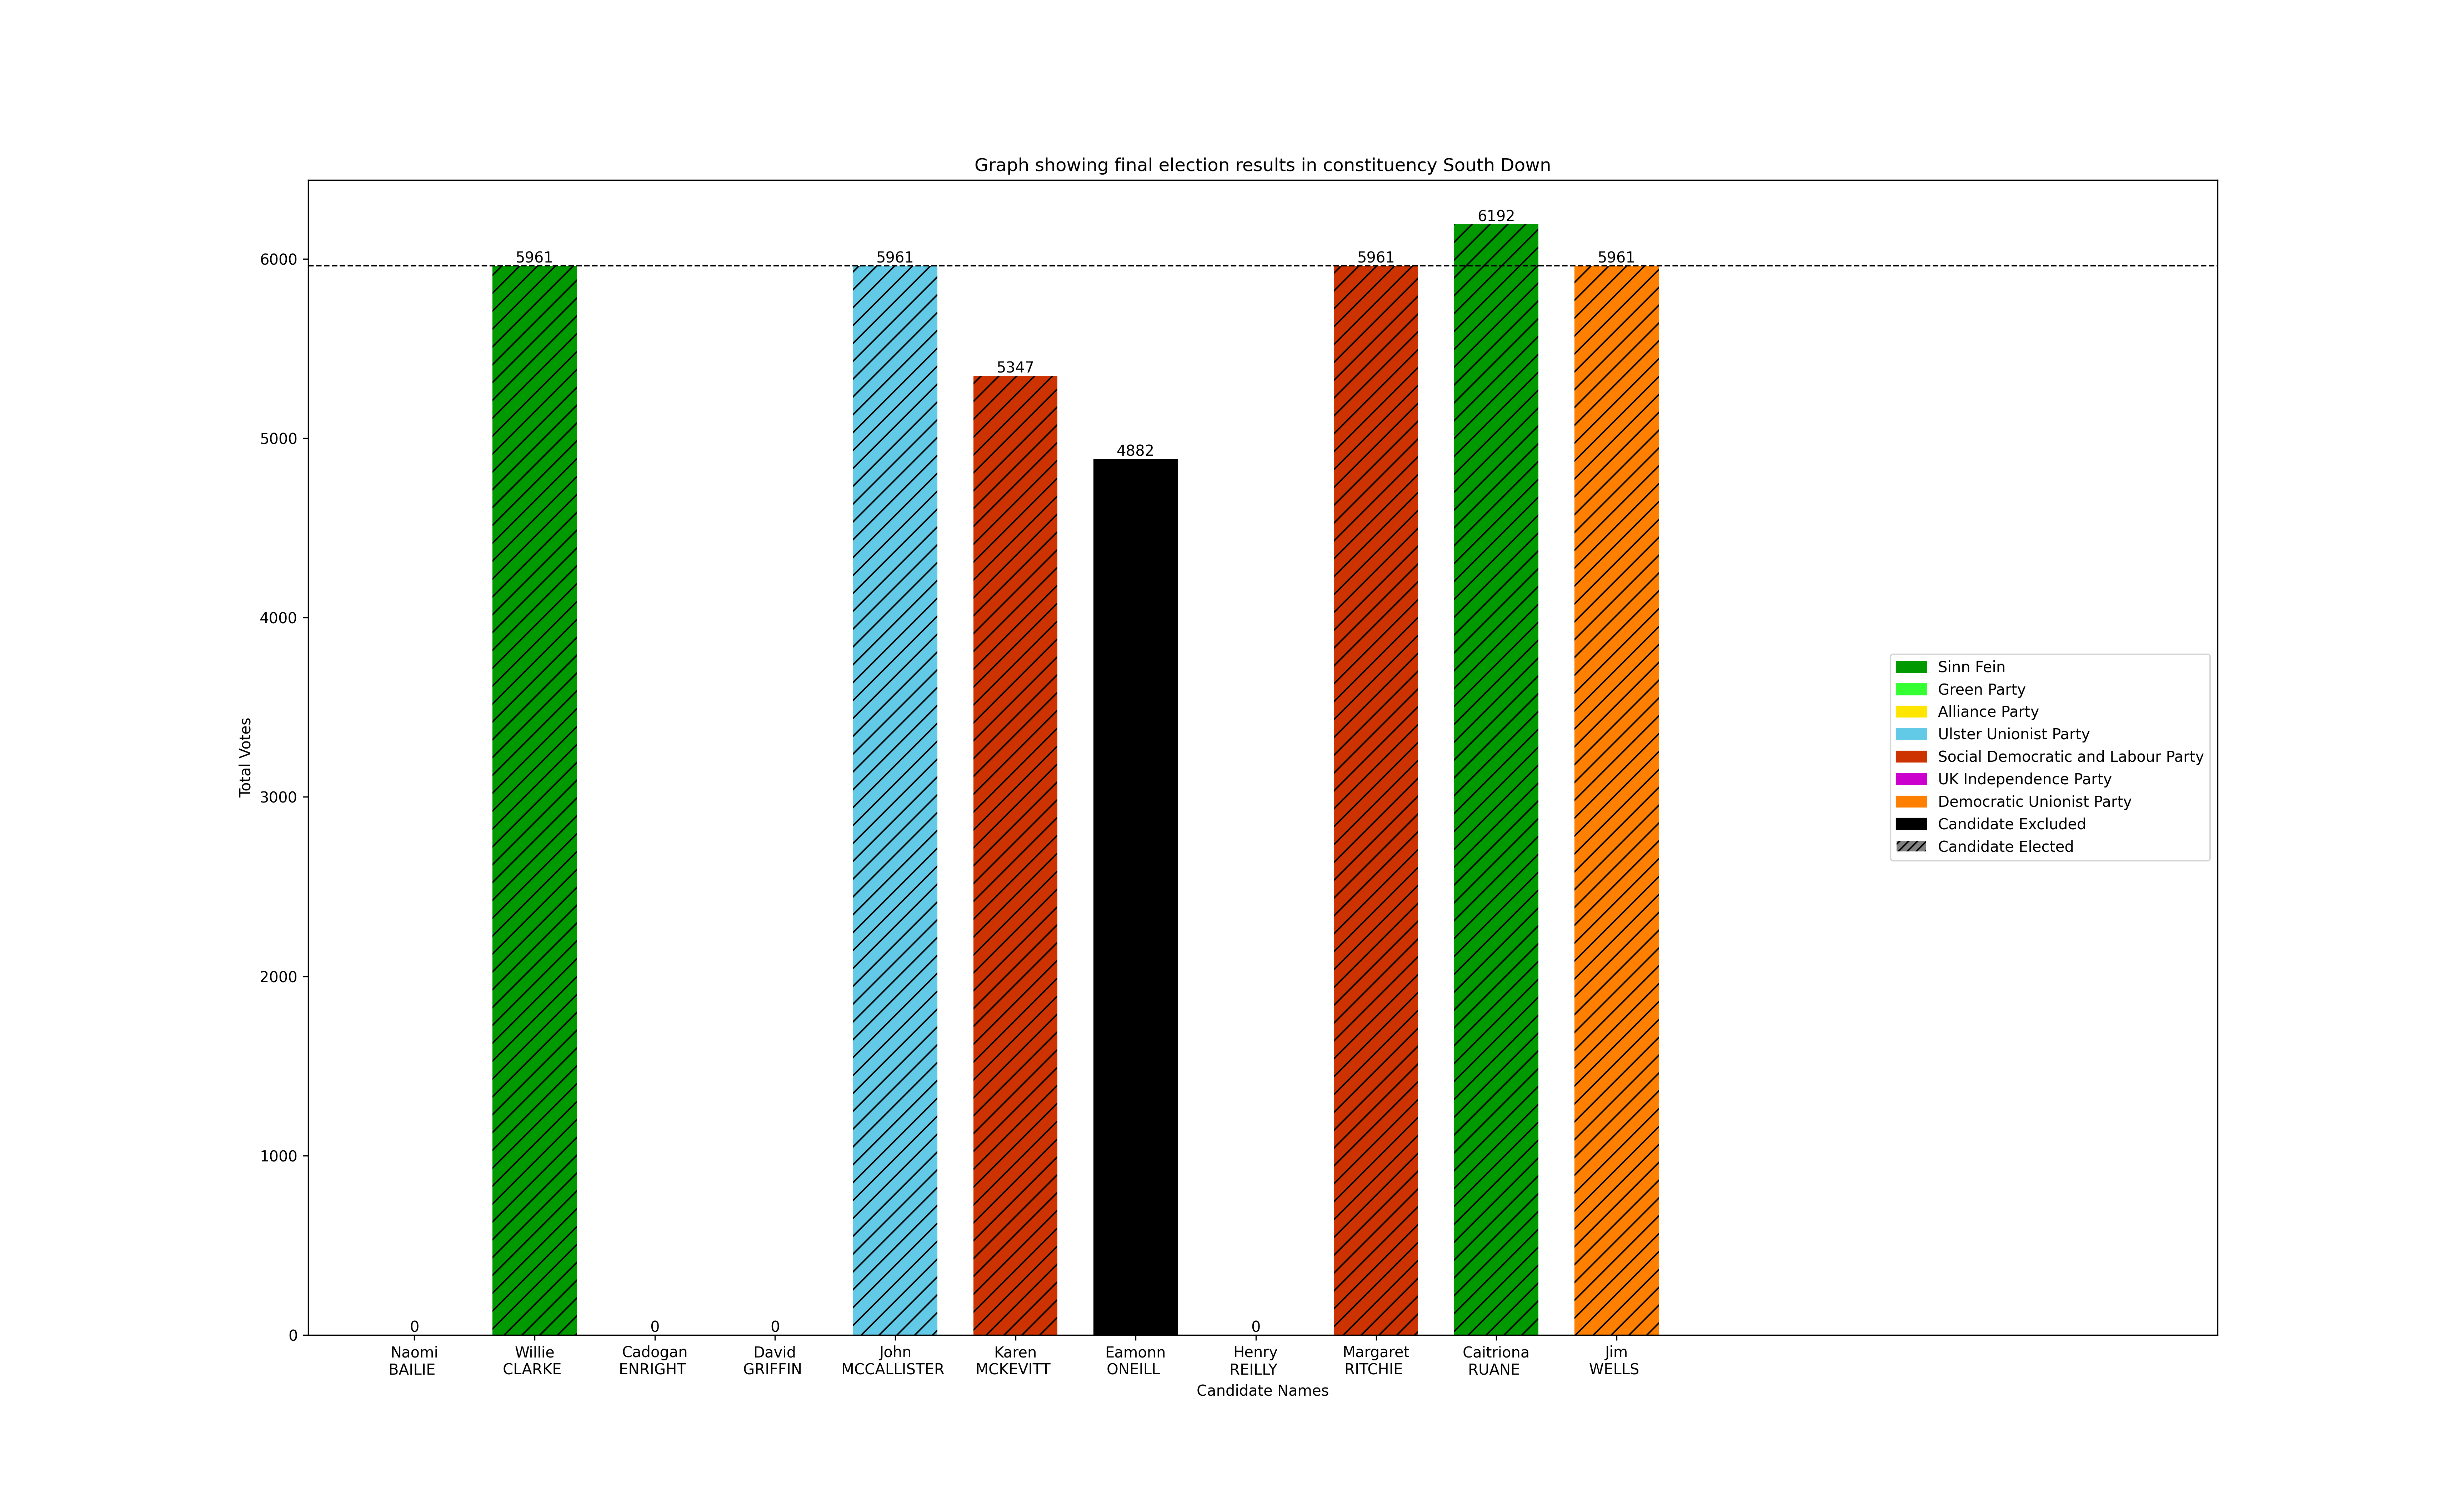 Graph showing final election results in constituency South Down
Total Votes
6000
5000
4000
3000
2000
1000
0
0
5961
0
0
5961
5347
4882
0
5961
6192
5961
Sinn Fein
Green Party
Alliance Party
Ulster Unionist Party
Social Democratic and Labour Party
UK Independence Party
Democratic Unionist Party
Candidate Excluded
Candidate Elected
Naomi
BAILIE
Willie
CLARKE
Cadogan
ENRIGHT
David
GRIFFIN
John
MCCALLISTER
Karen
MCKEVITT
Eamonn
ONEILL
Henry
REILLY
Margaret
RITCHIE
Caitriona
RUANE
Jim
WELLS
Candidate Names